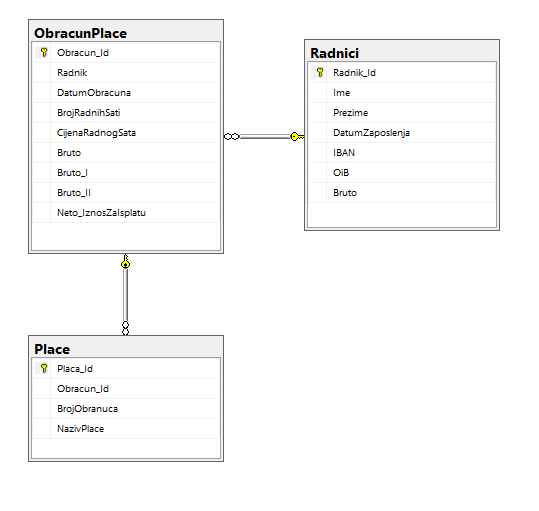 ObracunPlace
Obracun_Id
Radnik
DatumObracuna
BrojRadnihSati
CijenaRadnogSata
Bruto
Bruto_I
Bruto_II
Neto_IznosZaIsplatu
Radnici
Radnik_Id
Ime
Prezime
DatumZaposlenja
IBAN
OiB
Bruto
Place
Placa_Id
Obracun_Id
BrojObranuca
NazivPlace